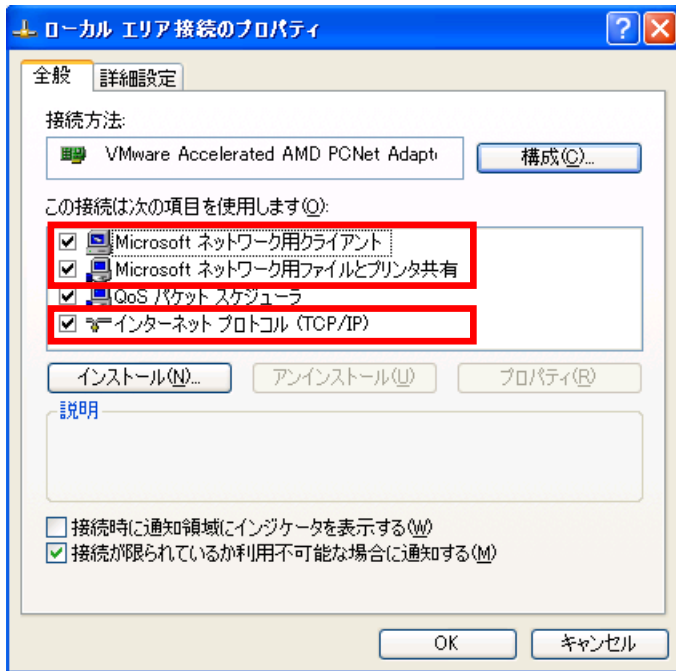 ローカル エリア接続のプロパティ
全般 詳細設定
接続方法:
VMware Accelerated AMD PCNet Adapt
構成(C)...
この接続は次の項目を使用します(O):
Microsoft ネットワーク用クライアント
Microsoft ネットワーク用ファイルとプリンタ共有
QoS パケット スケジューラ
インターネット プロトコル (TCP/IP)
インストール(N)... アンインストール(U) プロパティ(R)
説明
接続時に通知領域にインジケータを表示する(W)
接続が限られているか利用不可能な場合に通知する(M)
OK キャンセル